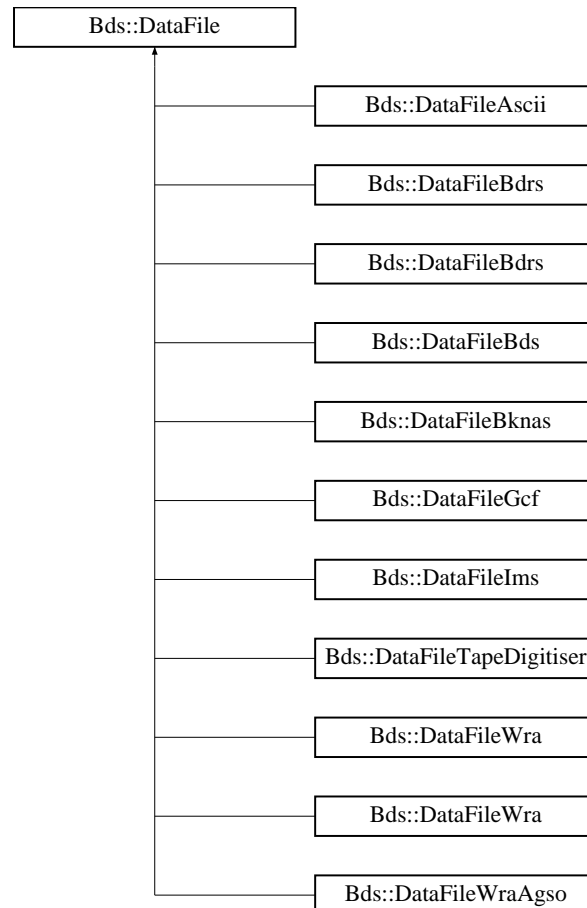 Bds::DataFile
Bds::DataFileAscii
Bds::DataFileBdrs
Bds::DataFileBdrs
Bds::DataFileBds
Bds::DataFileBknas
Bds::DataFileGcf
Bds::DataFileIms
Bds::DataFileTapeDigitiser
Bds::DataFileWra
Bds::DataFileWra
Bds::DataFileWraAgso